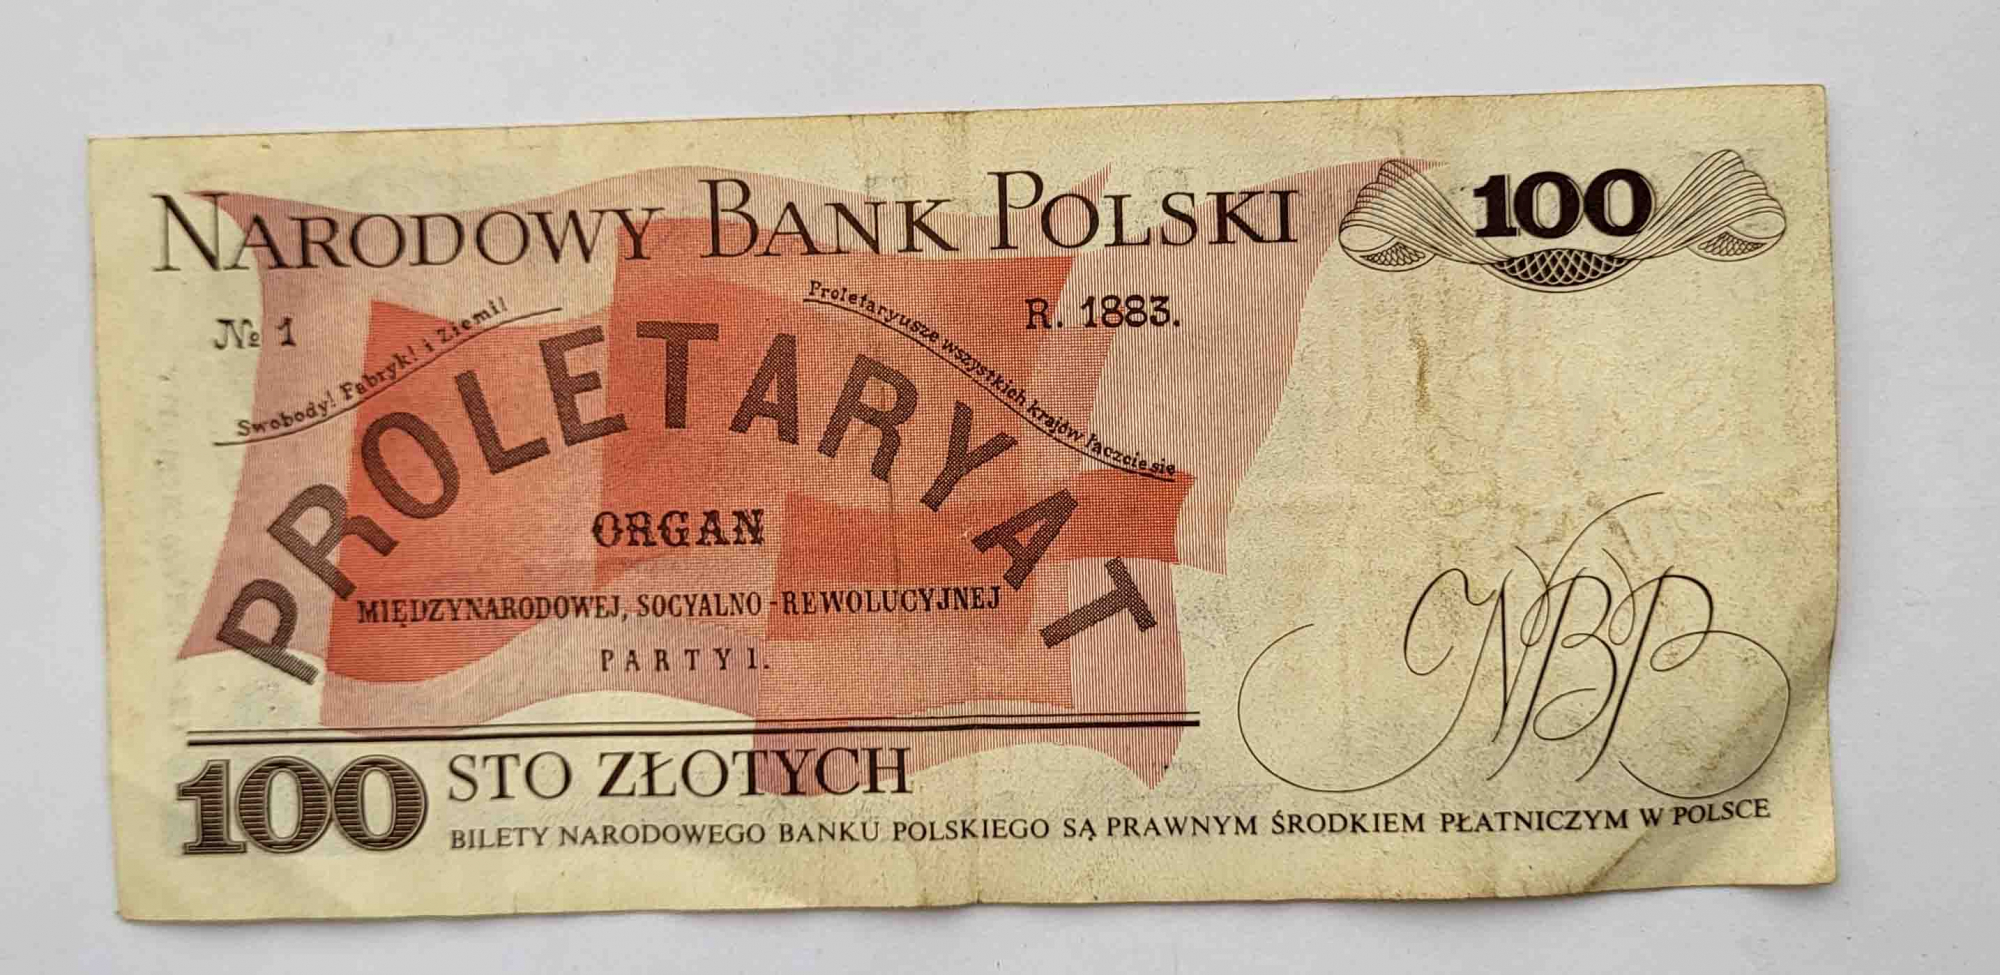 NARODOWY BANK POLSKI
100
№ 1
R. 1883.
Swobody! Fabryk! i Ziemi!
Proletaryusze wszystkich krajów łączcie się
PROLETARYAT
ORGAN
MIĘDZYNARODOWEJ, SOCYALNO-REWOLUCYJNEJ
PARTYI.
NBP
100 STO ZŁOTYCH
BILETY NARODOWEGO BANKU POLSKIEGO SĄ PRAWNYM ŚRODKIEM PŁATNICZYM W POLSCE